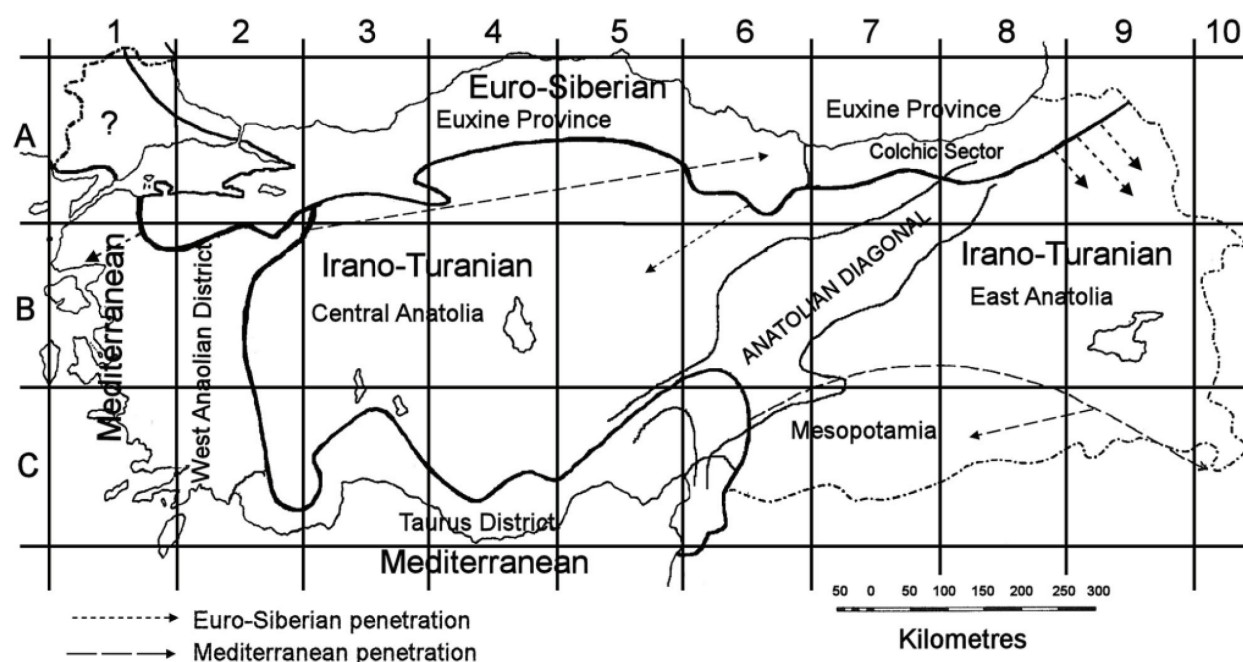 1 2 3 4 5 6 7 8 9 10
A
B
C
?
Euro-Siberian
Euxine Province
Euxine Province
Colchic Sector
Mediterranean
West Anaolian District
Irano-Turanian
Central Anatolia
ANATOLIAN DIAGONAL
Irano-Turanian
East Anatolia
Mesopotamia
Taurus District
Mediterranean
Euro-Siberian penetration
Mediterranean penetration
50 0 50 100 150 200 250 300
Kilometres